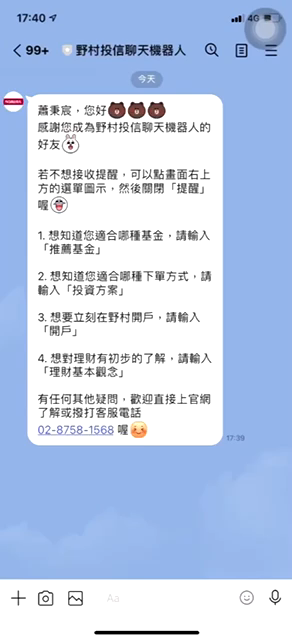 17:40
4G
99+
野村投信聊天機器人
今天
NOMURA
蕭秉宸，您好
感謝您成為野村投信聊天機器人的
好友
若不想接收提醒，可以點畫面右上
方的選單圖示，然後關閉「提醒」
喔
1. 想知道您適合哪種基金，請輸入
「推薦基金」
2. 想知道您適合哪種下單方式，請
輸入「投資方案」
3. 想要立刻在野村開戶，請輸入
「開戶」
4. 想對理財有初步的了解，請輸入
「理財基本觀念」
有任何其他疑問，歡迎直接上官網
了解或撥打客服電話
02-8758-1568 喔
17:39
Aa